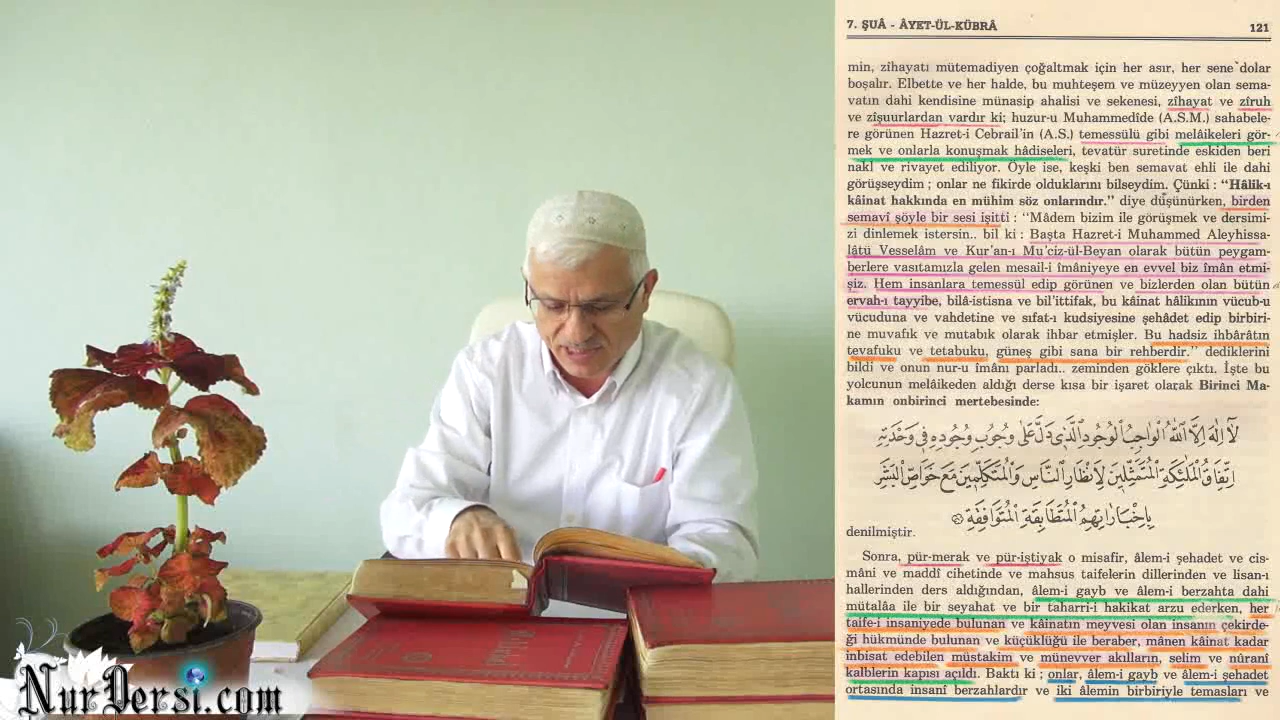 7. ŞUÂ - ÂYET-ÜL-KÜBRÂ 121
min, zîhayatı mütemadiyen çoğaltmak için her asır, her sene dolar
boşalır. Elbette ve her halde, bu muhteşem ve müzeyyen olan sema-
vatın dahi kendisine münasip ahalisi ve sekenesi, zîhayat ve zîruh
ve zîşuurlardan vardır ki; huzur-u Muhammedîde (A.S.M.) sahabele-
re görünen Hazret-i Cebrail'in (A.S.) temessülü gibi melâikeleri gör-
mek ve onlarla konuşmak hâdiseleri, tevatür suretinde eskiden beri
nakl ve rivayet ediliyor. Öyle ise, keşki ben semavat ehli ile dahi
görüşseydim ; onlar ne fikirde olduklarını bilseydim. Çünki : “Hâlik-ı
kâinat hakkında en mühim söz onlarındır.” diye düşünürken, birden
semavî şöyle bir sesi işitti : “Mâdem bizim ile görüşmek ve dersimi-
zi dinlemek istersin.. bil ki : Başta Hazret-i Muhammed Aleyhissa-
lâtü Vesselâm ve Kur'an-ı Mu'ciz-ül-Beyan olarak bütün peygam-
berlere vasıtamızla gelen mesail-i îmâniyeye en evvel biz îmân etmi-
şiz. Hem insanlara temessül edip görünen ve bizlerden olan bütün
ervah-ı tayyibe, bilâ-istisna ve bil'ittifak, bu kâinat hâlikının vücub-u
vücuduna ve vahdetine ve sıfat-ı kudsiyesine şehâdet edip birbiri-
ne muvafık ve mutabık olarak ihbar etmişler. Bu hadsiz ihbârâtın
tevafuku ve tetabuku, güneş gibi sana bir rehberdir.” dediklerini
bildi ve onun nur-u îmânı parladı.. zeminden göklere çıktı. İşte bu
yolcunun melâikeden aldığı derse kısa bir işaret olarak Birinci Ma-
kamın onbirinci mertebesinde:
لَا اِلٰهَ اِلَّا اللّٰهُ الْوَاجِبُ الْوُجُودِ الَّذِى دَلَّ عَلٰى وُجُوبِ وُجُودِهِ فِى وَحْدَتِهِ
اِتِّفَاقُ الْمَلٰئِكَةِ الْمُتَمَثِّلِينَ لِاَنْظَارِ النَّاسِ وَالْمُتَكَلِّمِينَ مَعَ خَوَاصِّ الْبَشَرِ
بِاِخْبَارَاتِهِمُ الْمُتَطَابِقَةِ الْمُتَوَافِقَةِ
denilmiştir.
Sonra, pür-merak ve pür-iştiyak o misafir, âlem-i şehadet ve cis-
mâni ve maddî cihetinde ve mahsus taifelerin dillerinden ve lisan-ı
hallerinden ders aldığından, âlem-i gayb ve âlem-i berzahta dahi
mütalâa ile bir seyahat ve bir taharri-i hakikat arzu ederken, her
taife-i insaniyede bulunan ve kâinatın meyvesi olan insanın çekirde-
ği hükmünde bulunan ve küçüklüğü ile beraber, mânen kâinat kadar
inbisat edebilen müstakim ve münevver akılların, selim ve nûranî
kalblerin kapısı açıldı. Baktı ki ; onlar, âlem-i gayb ve âlem-i şehadet
ortasında insanî berzahlardır ve iki âlemin birbiriyle temasları ve
NurDersi.com